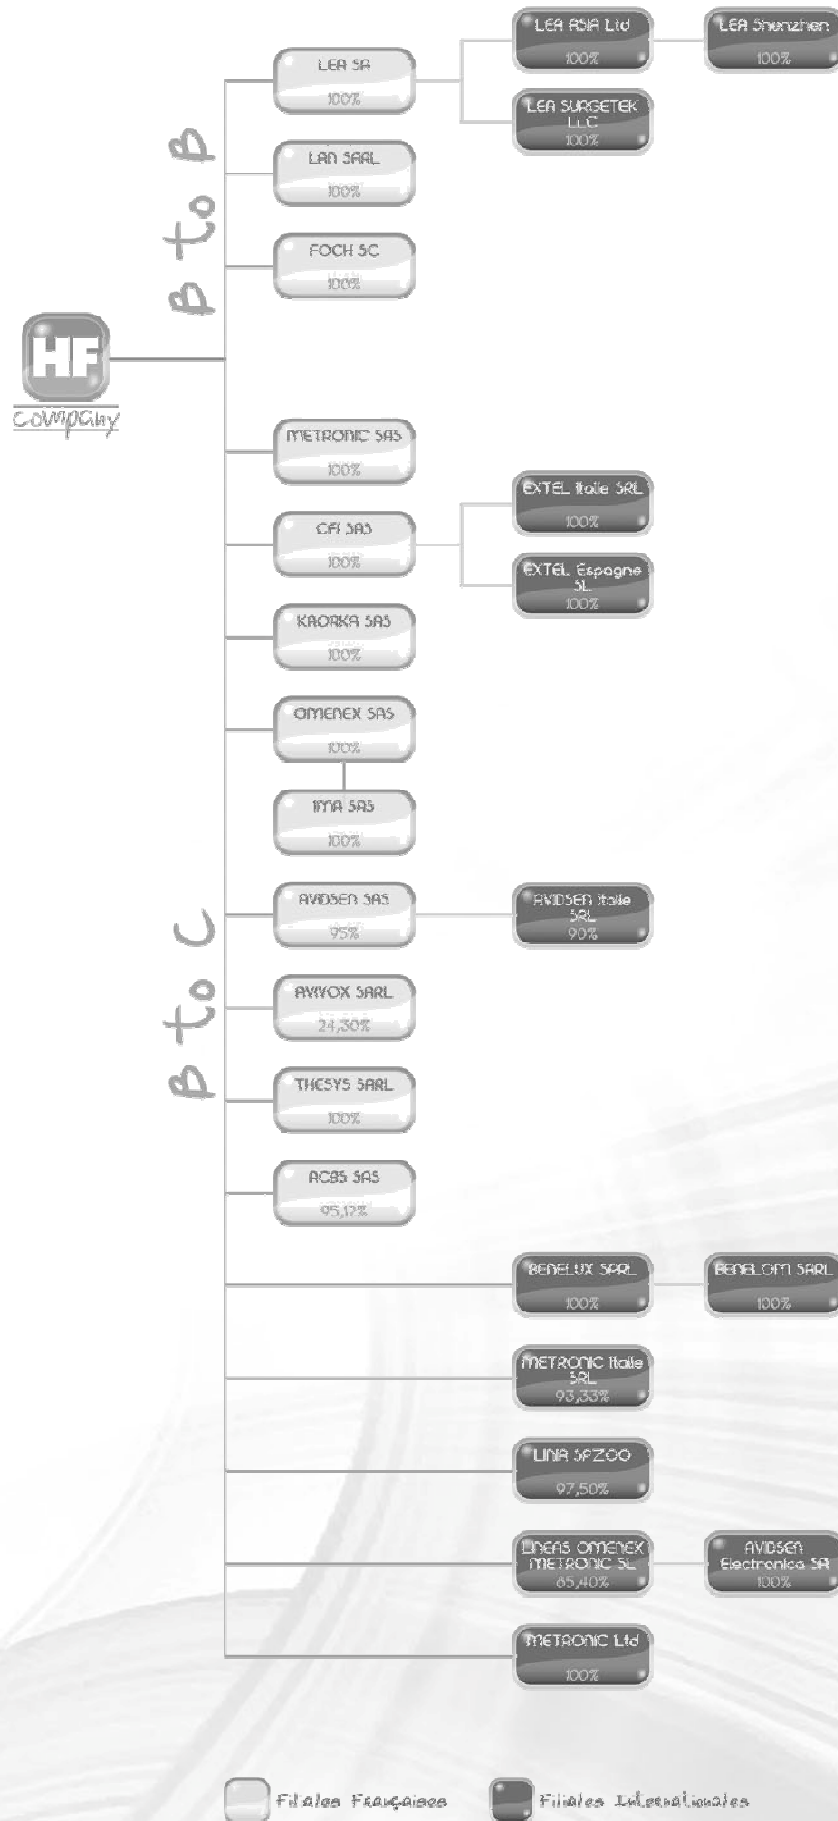 LEA ASIA Ltd
100%
LEA Shenzhen
100%
LEA SA
100%
LEA SURGETEK
LLC
100%
B to B
LAN SARL
100%
FOCH SC
100%
HF
Company
METRONIC SAS
100%
EXTEL Italie SRL
100%
CFI SAS
100%
EXTEL Espagne
SL
100%
KAORKA SAS
100%
OMENEX SAS
100%
IMA SAS
100%
B to C
AVIDSEN SAS
95%
AVIDSEN Italie
SRL
90%
AVIVOX SARL
24,30%
THESYS SARL
100%
ACBS SAS
95,12%
BENELUX SARL
100%
BENELOM SARL
100%
METRONIC Italie
SRL
93,33%
LINA SPZOO
97,50%
LINEAS OMENEX
METRONIC SL
65,40%
AVIDSEN
Electronica SA
100%
METRONIC Ltd
100%
Filiales Françaises
Filiales Internationales